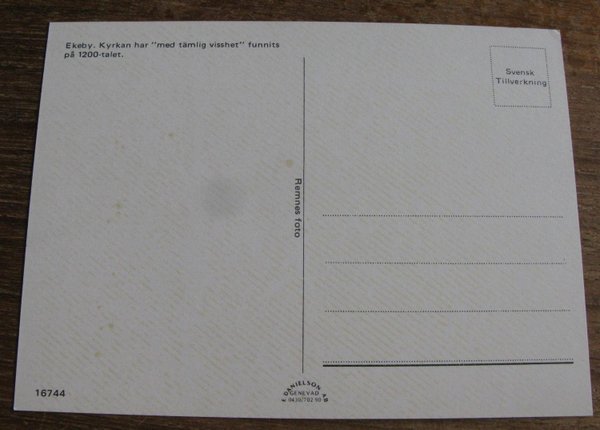 Ekeby. Kyrkan har "med tämlig visshet" funnits
på 1200-talet.
Svensk
Tillverkning
Remnes foto
16744
DANIELSON AB
GENEVAD